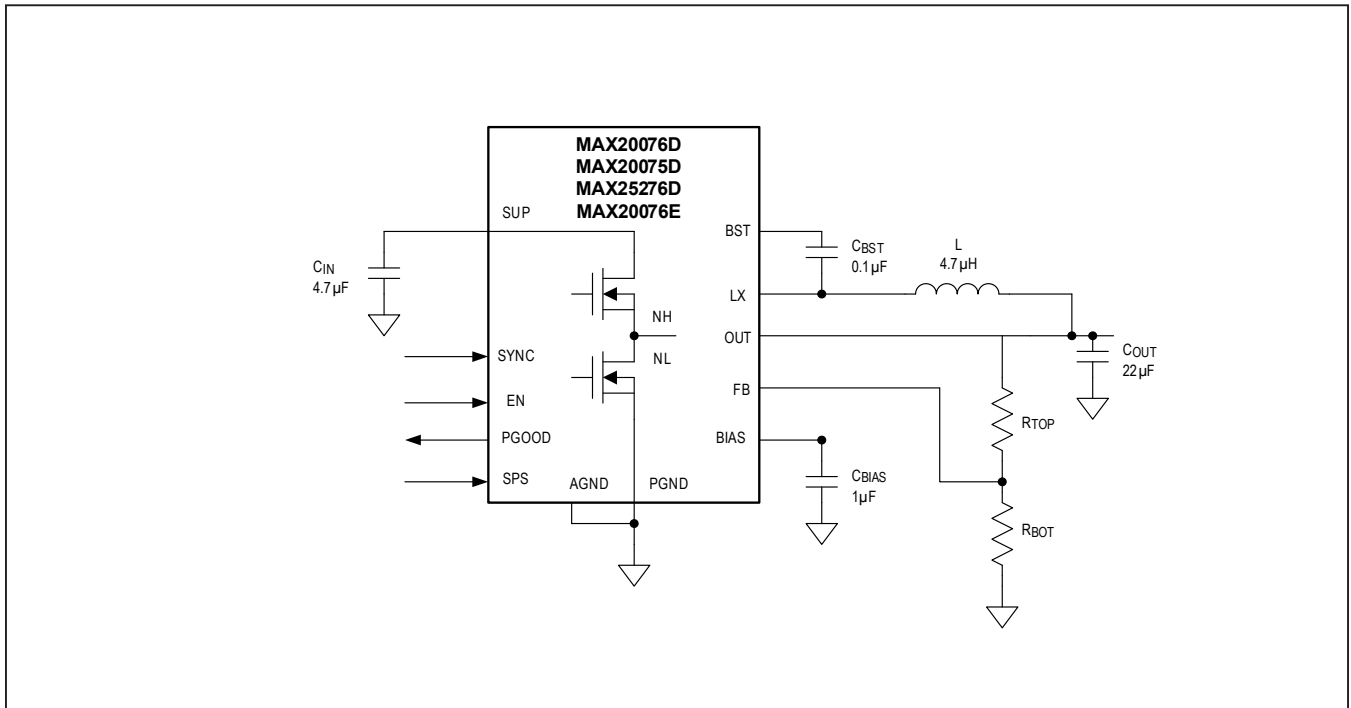 MAX20076D
MAX20075D
MAX25276D
MAX20076E
SUP
BST
CIN
4.7µF
CBST
0.1µF
L
4.7µH
LX
NH
OUT
NL
SYNC
COUT
22µF
FB
EN
RTOP
PGOOD
BIAS
SPS
AGND
PGND
CBIAS
1µF
RBOT